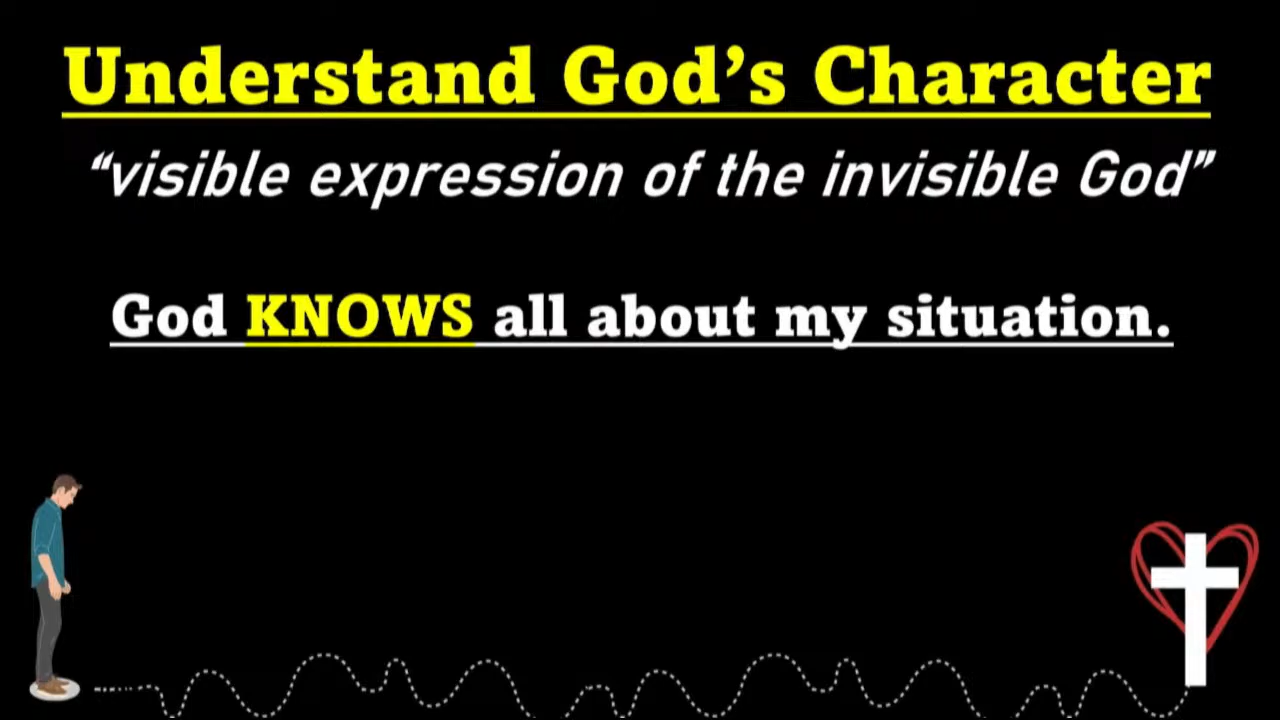 Understand God’s Character
“visible expression of the invisible God”
God KNOWS all about my situation.